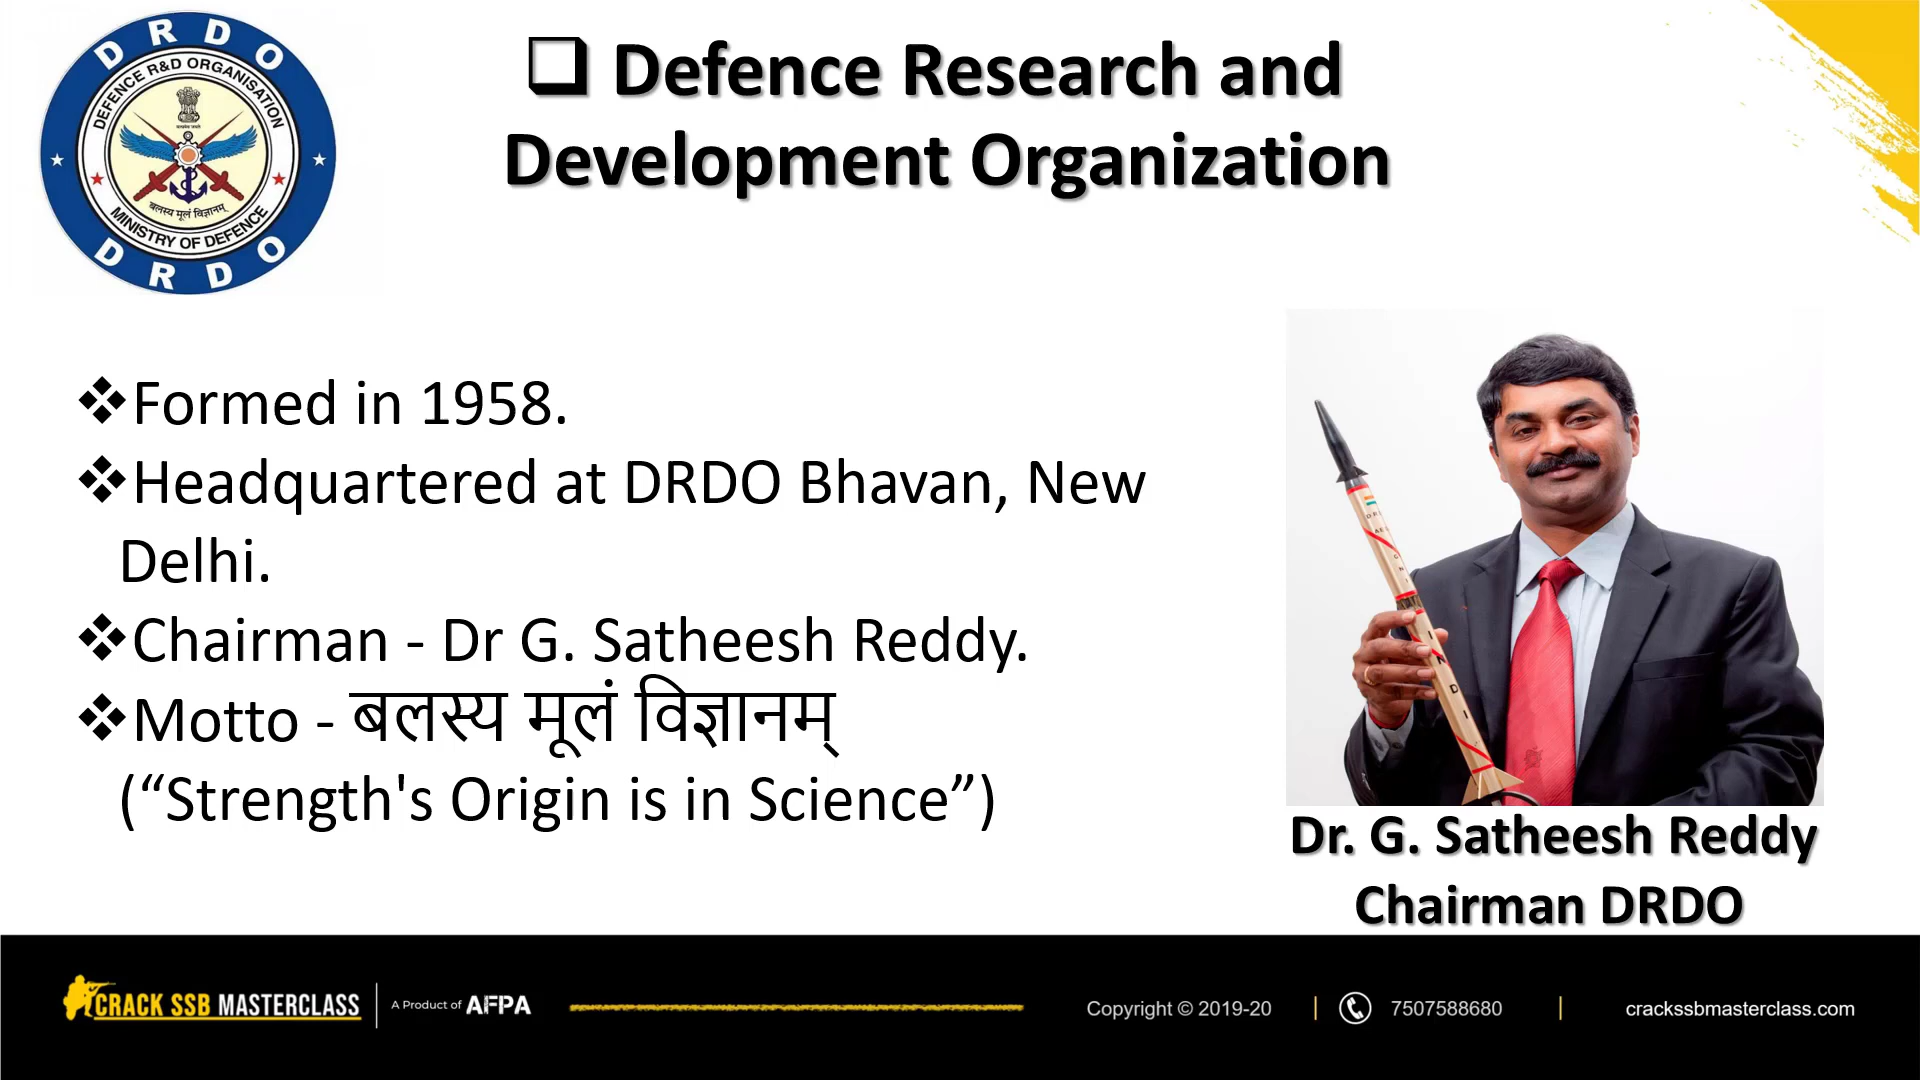 D R D O
DEFENCE R&D ORGANISATION
बलस्य मूलं विज्ञानम्
MINISTRY OF DEFENCE
D R D O
Defence Research and
Development Organization
Formed in 1958.
Headquartered at DRDO Bhavan, New
Delhi.
Chairman - Dr G. Satheesh Reddy.
Motto - बलस्य मूलं विज्ञानम्
(“Strength's Origin is in Science”)
Dr. G. Satheesh Reddy
Chairman DRDO
CRACK SSB MASTERCLASS
A Product of AFPA
Copyright © 2019-20
7507588680
crackssbmasterclass.com